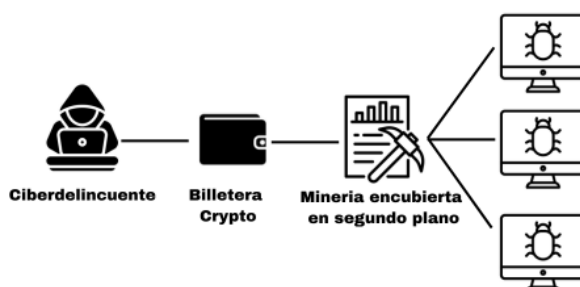 Ciberdelincuente
Billetera
Crypto
Mineria encubierta
en segundo plano